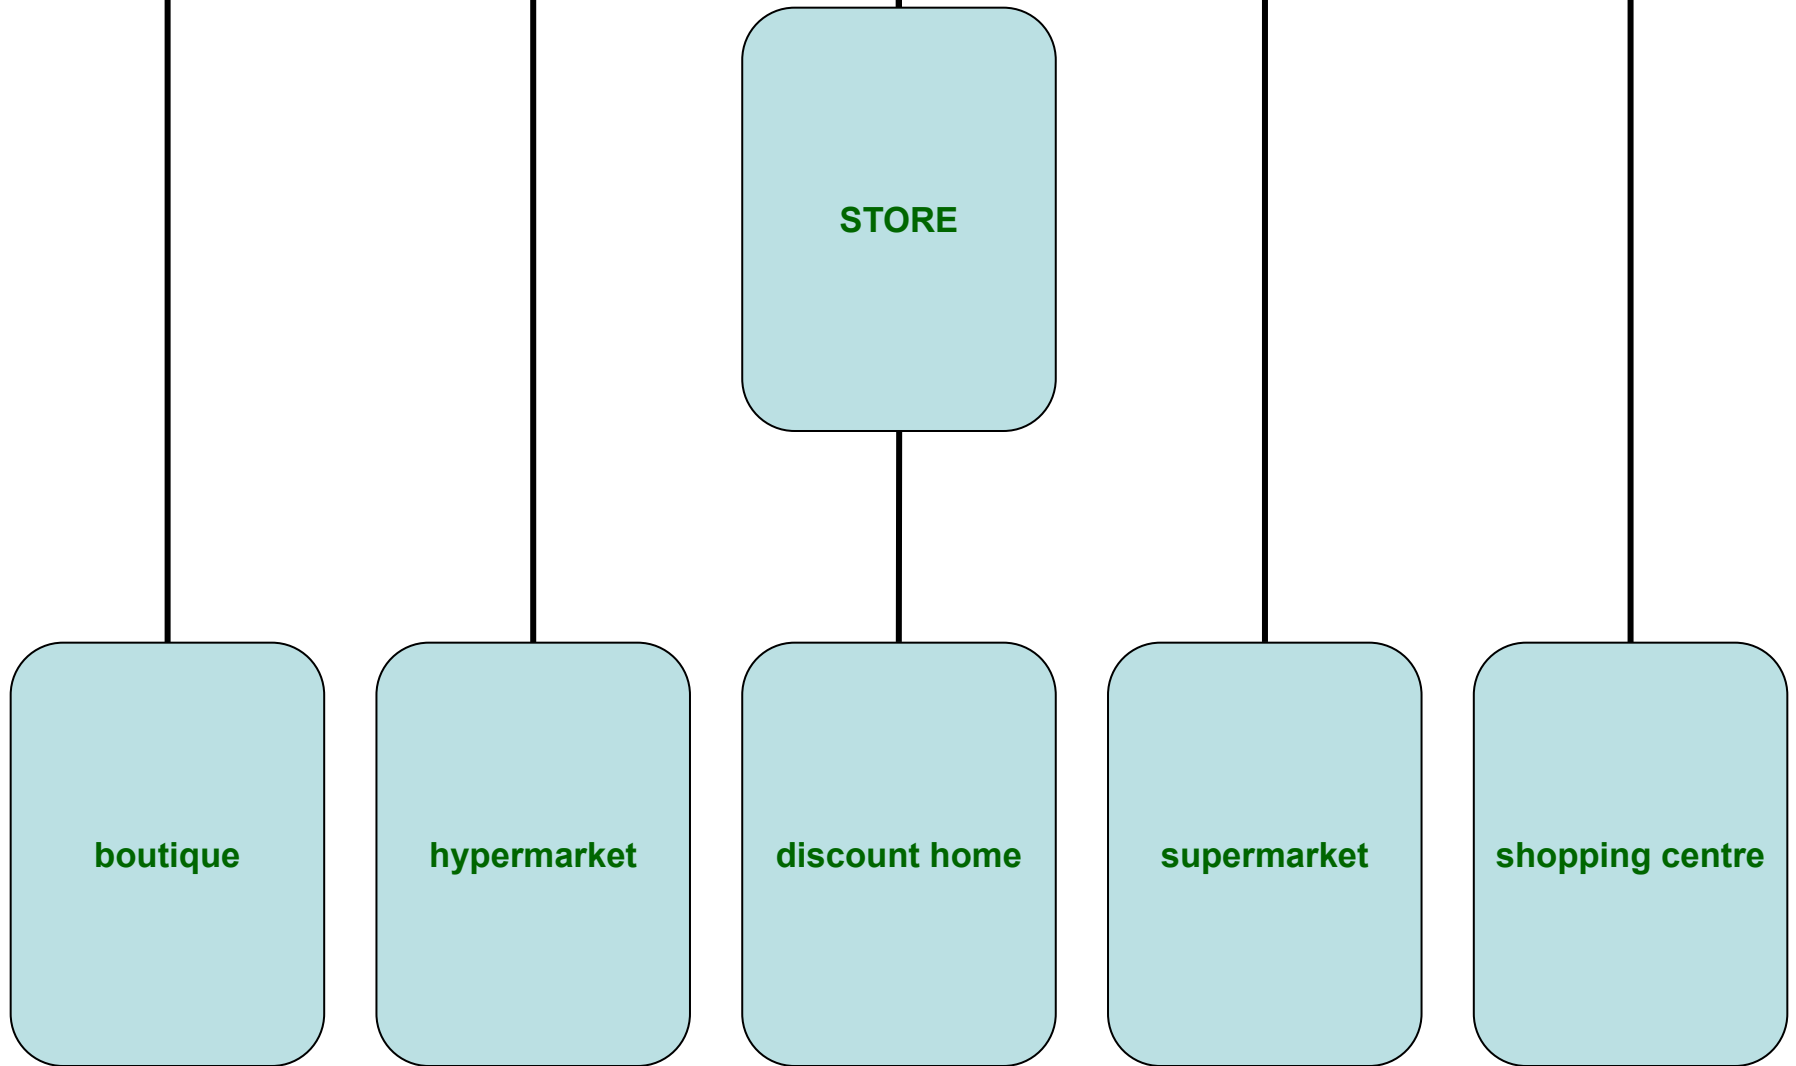 STORE
boutique
hypermarket
discount home
supermarket
shopping centre